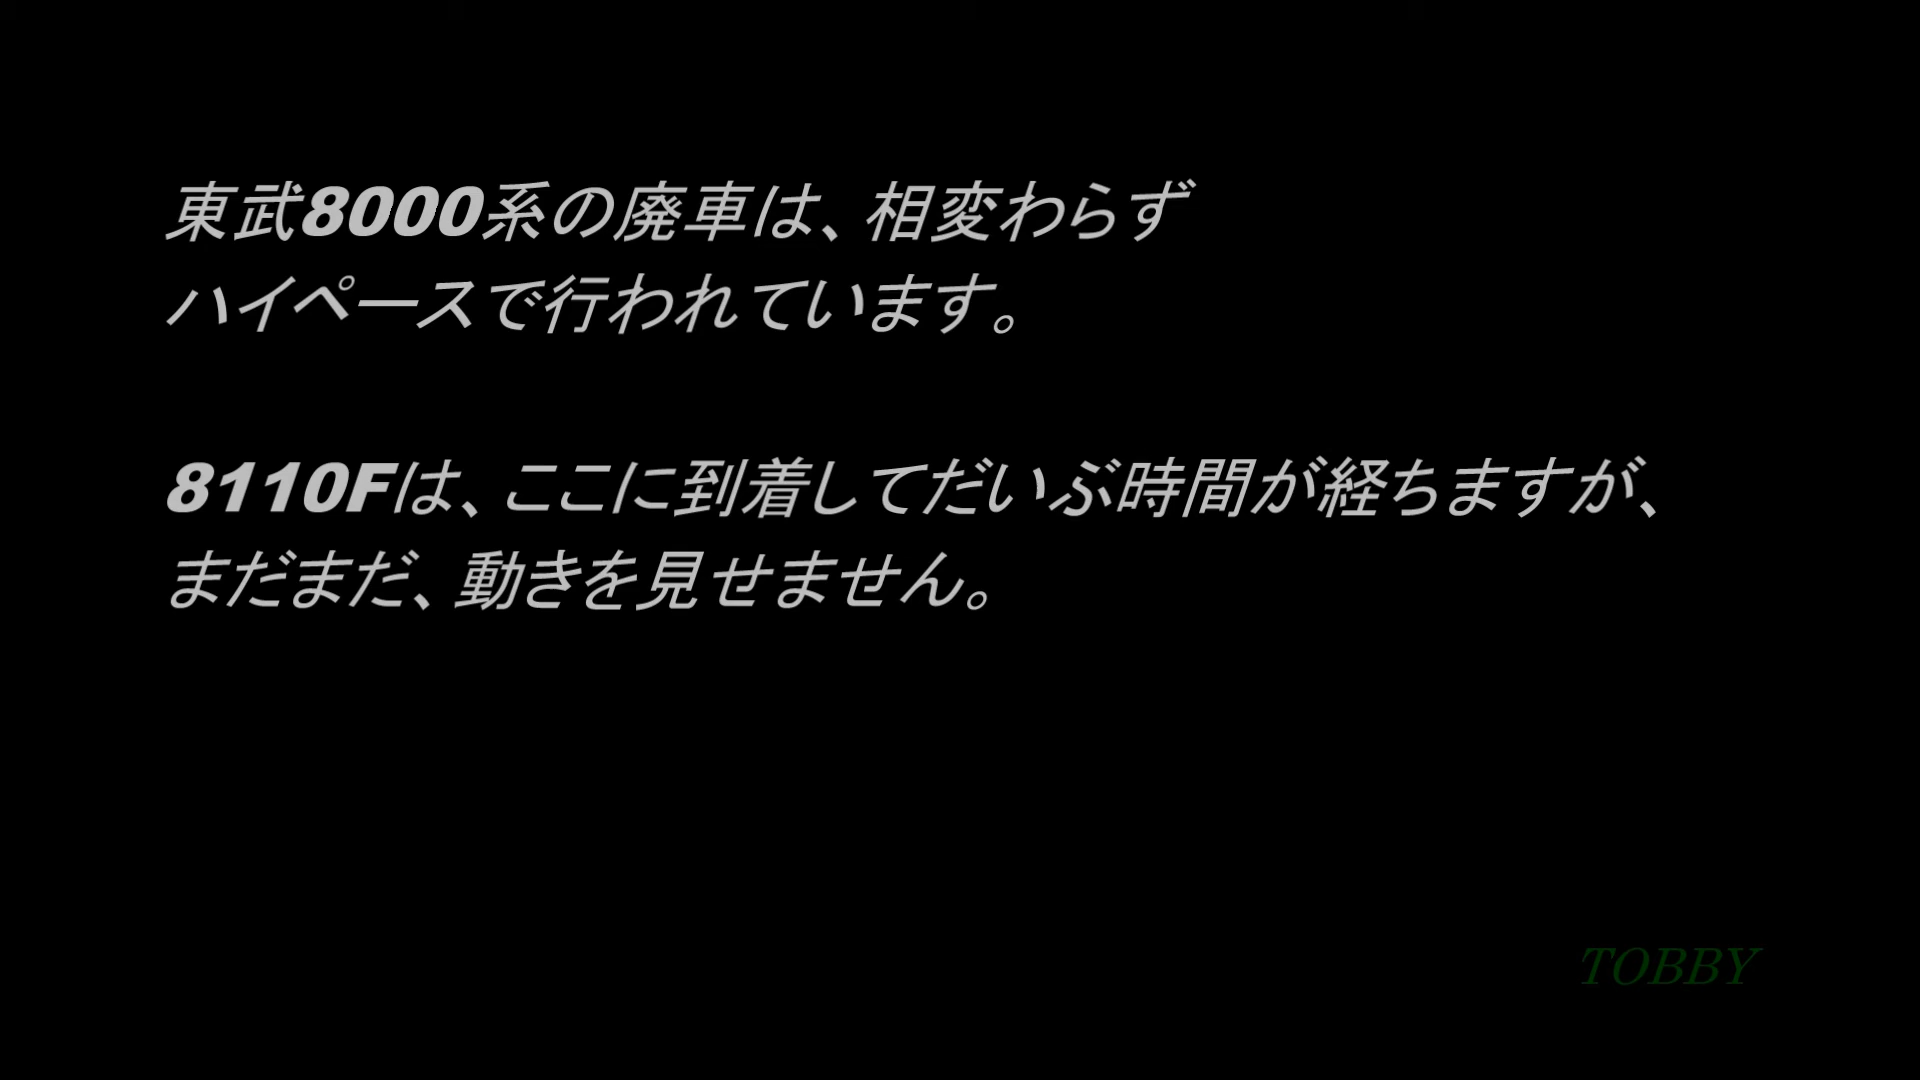 東武8000系の廃車は、相変わらず
ハイペースで行われています。
8110Fは、ここに到着してだいぶ時間が経ちますが、
まだまだ、動きを見せません。
TOBBY